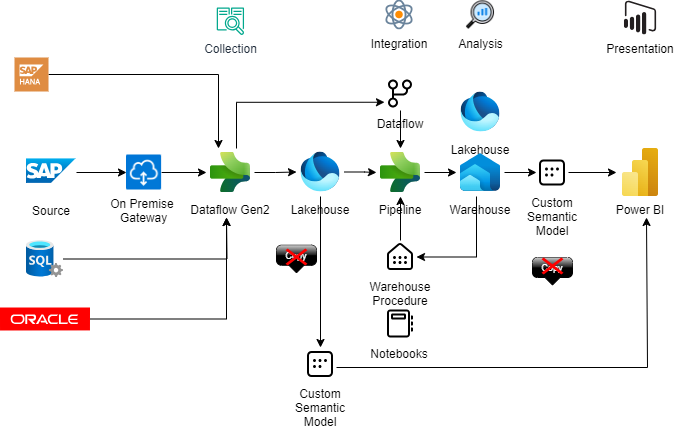 Collection
Integration
Analysis
Presentation
SAP
HANA
Dataflow
Lakehouse
SAP
Source
On Premise
Gateway
Dataflow Gen2
Lakehouse
Pipeline
Warehouse
Custom
Semantic
Model
Power BI
SQL
Copy
Copy
Warehouse
Procedure
ORACLE
Notebooks
Custom
Semantic
Model